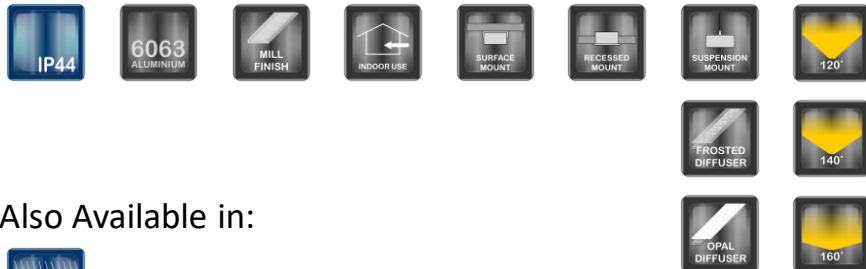 IP44
6063
ALUMINIUM
MILL
FINISH
INDOOR USE
SURFACE
MOUNT
RECESSED
MOUNT
SUSPENSION
MOUNT
120°
FROSTED
DIFFUSER
140°
Also Available in:
OPAL
DIFFUSER
160°